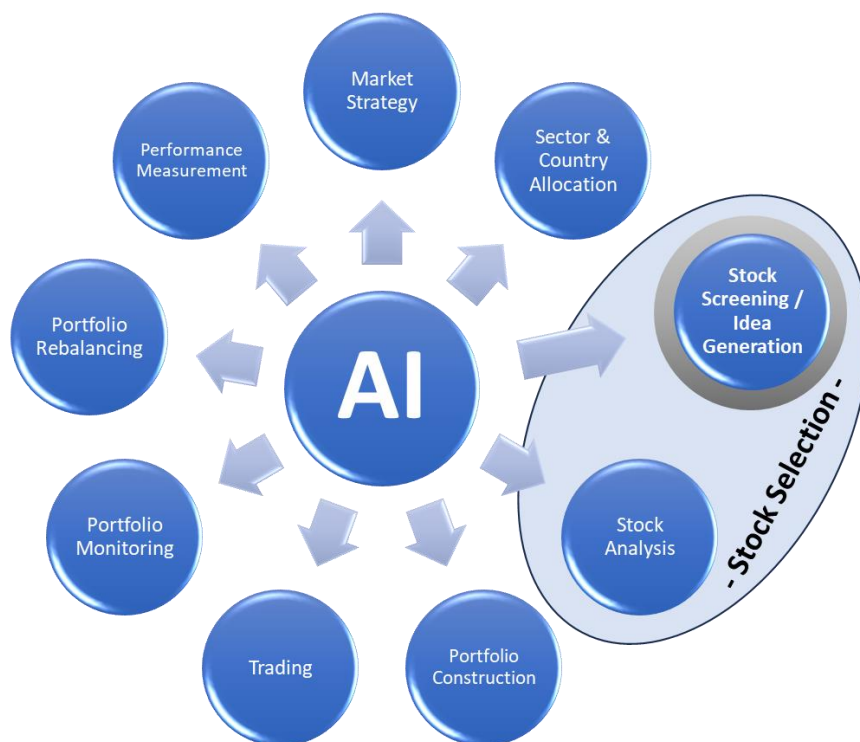 Market
Strategy
Sector &
Country
Allocation
Stock
Screening /
Idea
Generation
- Stock Selection -
Stock
Analysis
Portfolio
Construction
Trading
Portfolio
Monitoring
Portfolio
Rebalancing
Performance
Measurement
AI